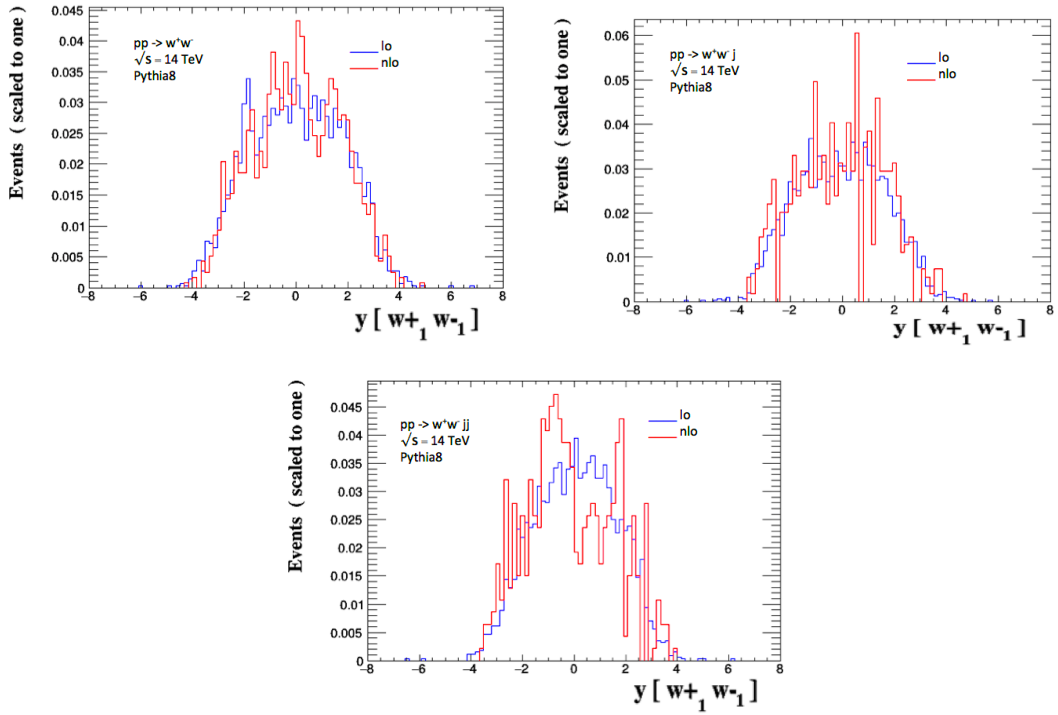 Events ( scaled to one )
0.045
0.04
0.035
0.03
0.025
0.02
0.015
0.01
0.005
0
pp -> w⁺w⁻
√s = 14 TeV
Pythia8
lo
nlo
−8 −6 −4 −2 0 2 4 6 8
y [ w+₁ w-₁ ]
Events ( scaled to one )
0.06
0.05
0.04
0.03
0.02
0.01
0
pp -> w⁺w⁻ j
√s = 14 TeV
Pythia8
lo
nlo
−8 −6 −4 −2 0 2 4 6 8
y [ w+₁ w-₁ ]
Events ( scaled to one )
0.045
0.04
0.035
0.03
0.025
0.02
0.015
0.01
0.005
0
pp -> w⁺w⁻ jj
√s = 14 TeV
Pythia8
lo
nlo
−8 −6 −4 −2 0 2 4 6 8
y [ w+₁ w-₁ ]